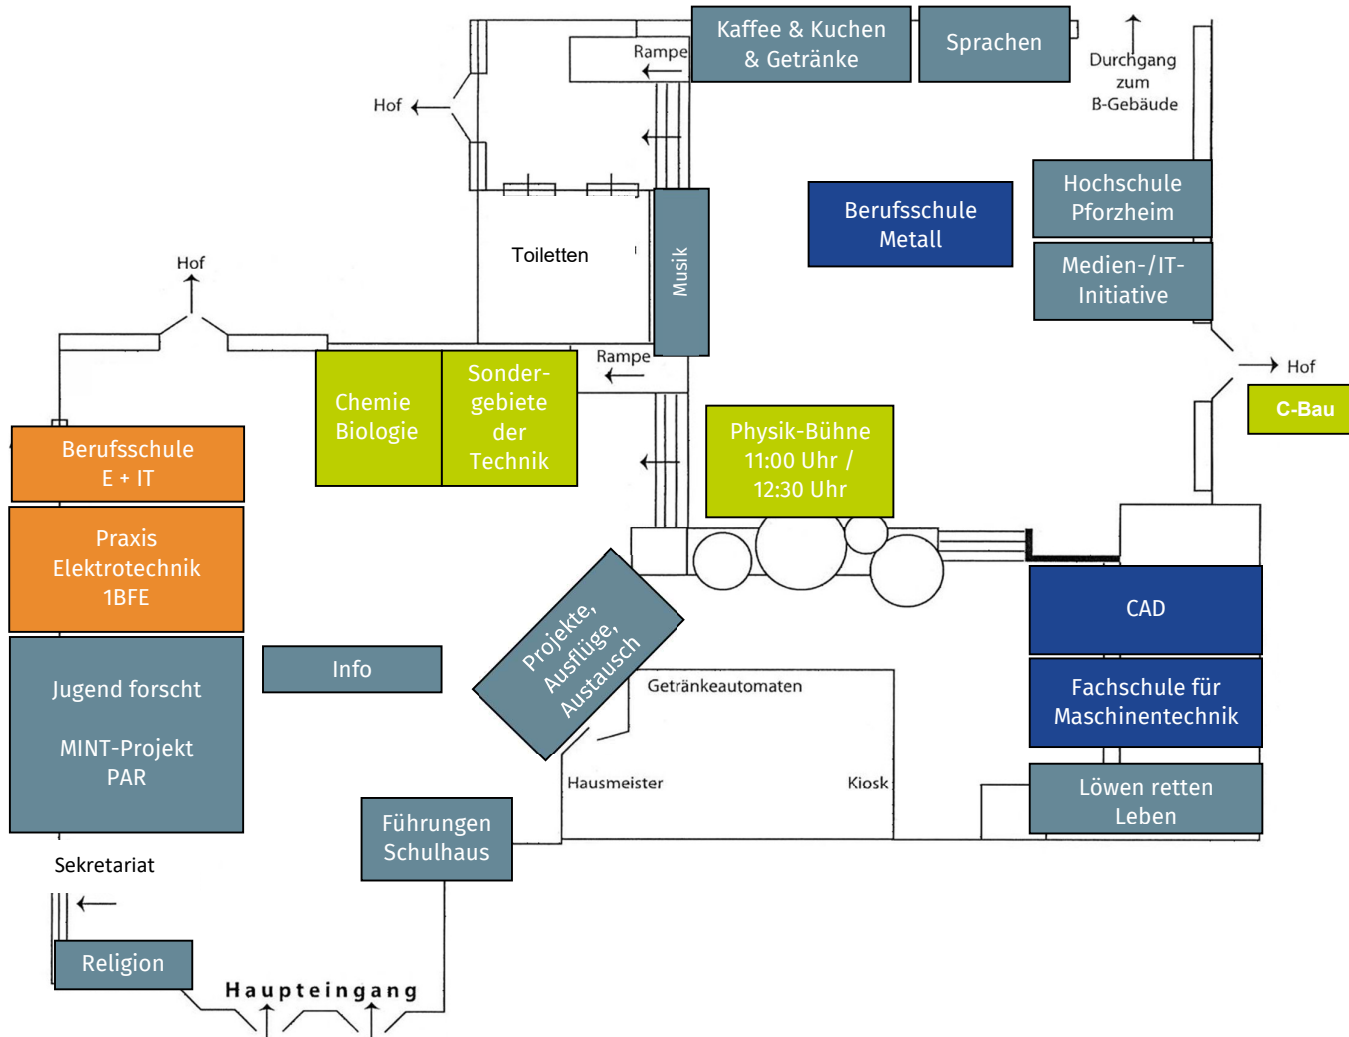 Kaffee & Kuchen
& Getränke
Sprachen
Rampe
Durchgang
zum
B-Gebäude
Hof
Hochschule
Pforzheim
Berufsschule
Metall
Medien-/IT-
Initiative
Toiletten
Musik
Hof
Rampe
Hof
Chemie
Biologie
Sonder-
gebiete
der
Technik
C-Bau
Physik-Bühne
11:00 Uhr /
12:30 Uhr
Berufsschule
E + IT
Praxis
Elektrotechnik
1BFE
CAD
Projekte,
Ausflüge,
Austausch
Info
Jugend forscht
MINT-Projekt
PAR
Getränkeautomaten
Fachschule für
Maschinentechnik
Hausmeister
Kiosk
Löwen retten
Leben
Führungen
Schulhaus
Sekretariat
Religion
Haupteingang